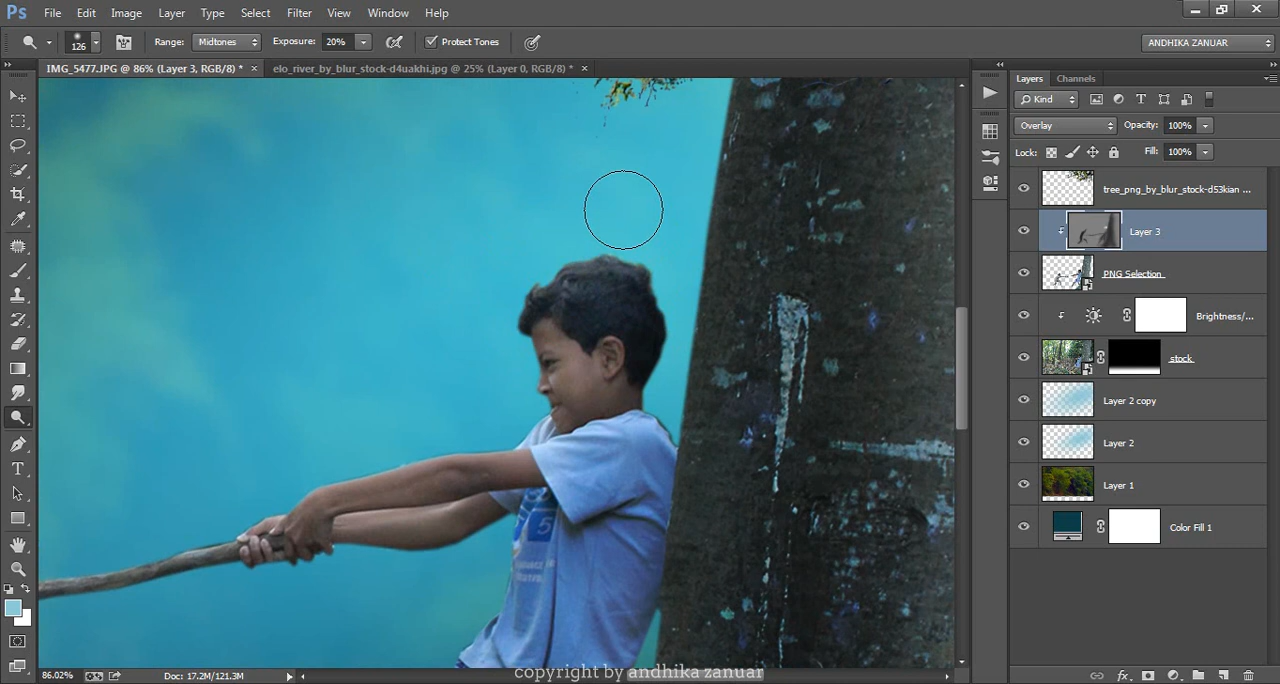 Ps File Edit Image Layer Type Select Filter View Window Help
126 Range: Midtones Exposure: 20% Protect Tones ANDHIKA ZANUAR
IMG_5477.JPG @ 86% (Layer 3, RGB/8) * × elo_river_by_blur_stock-d4uakhi.jpg @ 25% (Layer 0, RGB/8) * ×
Layers Channels
Kind
Overlay Opacity: 100%
Lock: Fill: 100%
tree_png_by_blur_stock-d53kian ...
Layer 3
PNG Selection
Brightness/...
stock
Layer 2 copy
Layer 2
Layer 1
Color Fill 1
5
86.02% Doc: 17.2M/121.3M
copyright by andhika zanuar